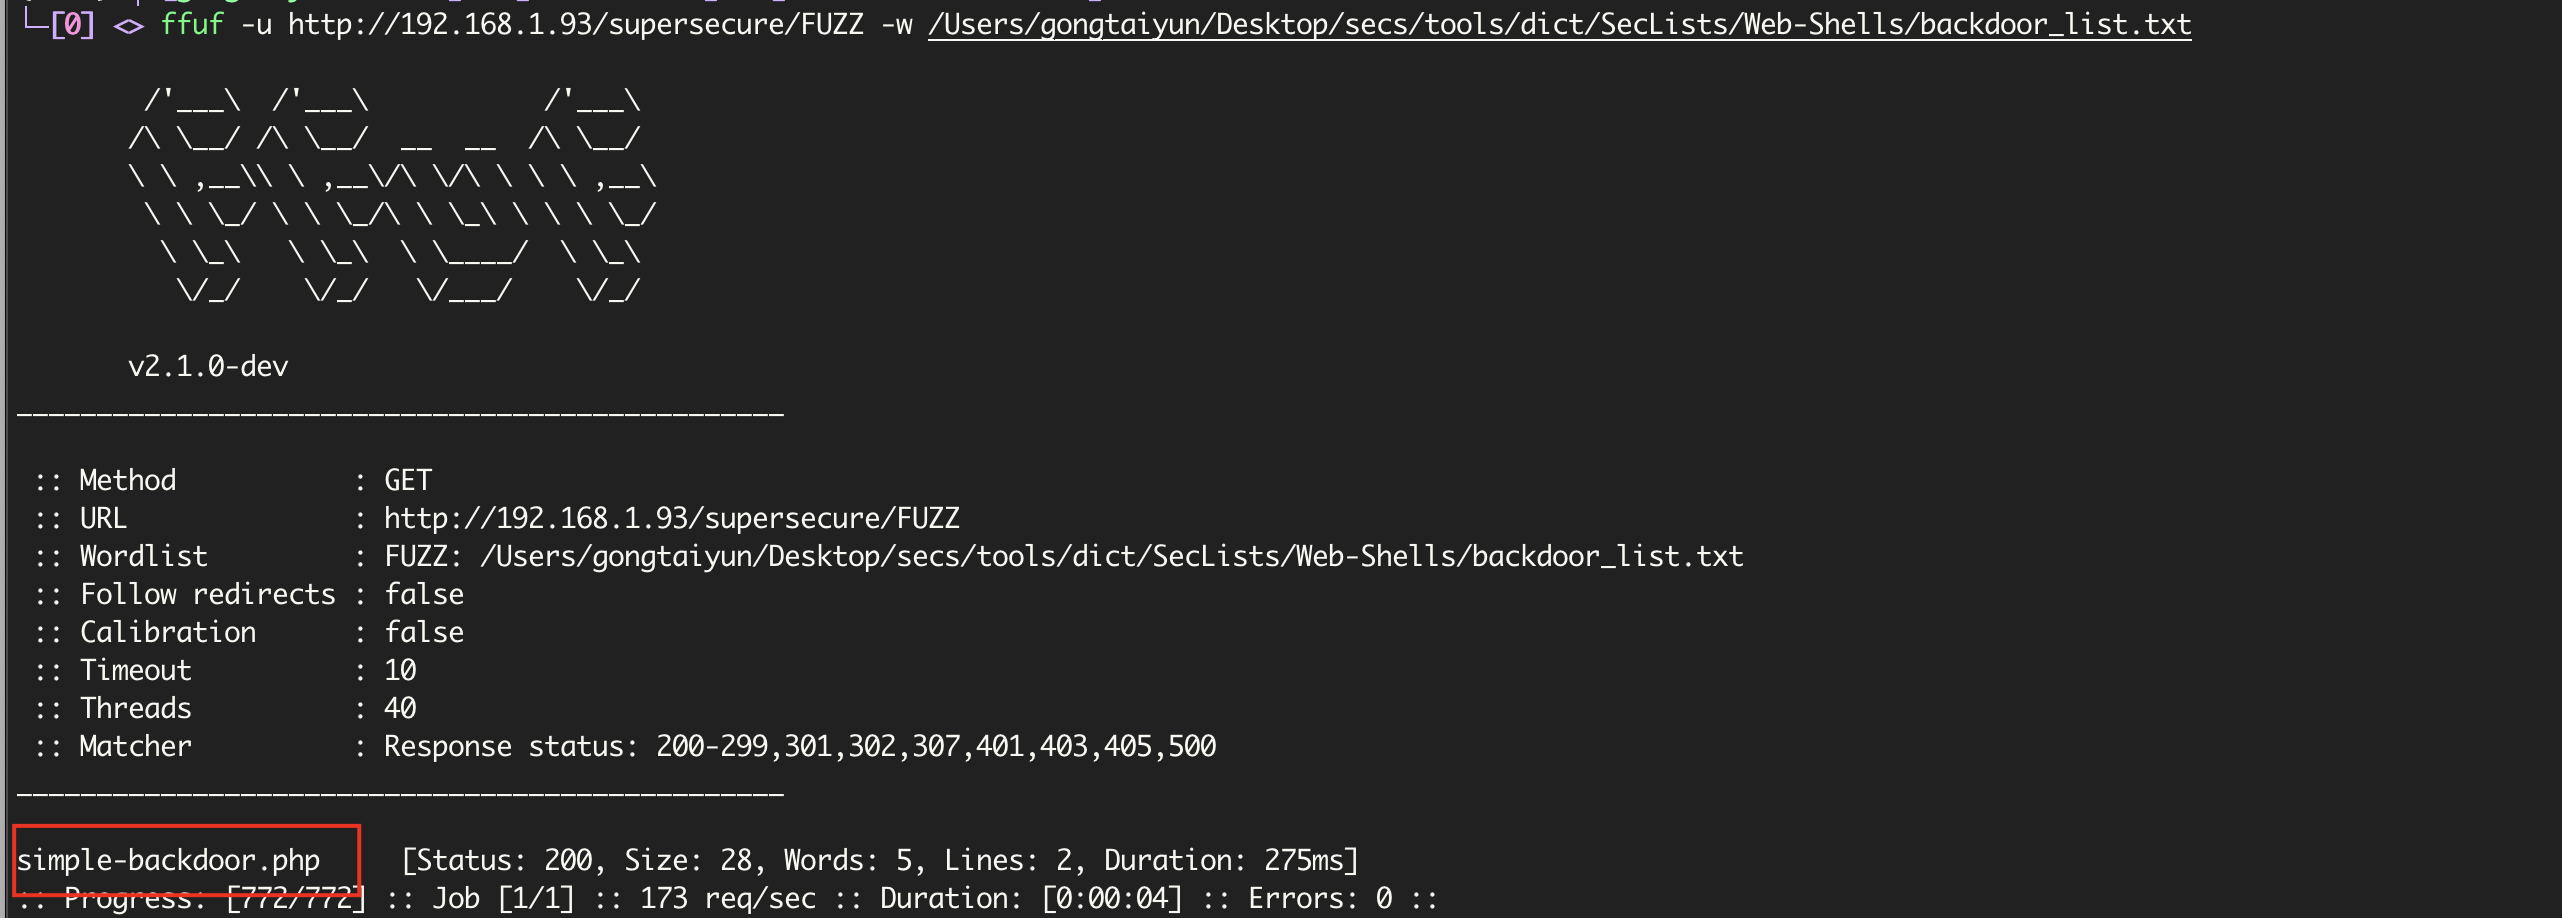 └─[0] <> ffuf -u http://192.168.1.93/supersecure/FUZZ -w /Users/gongtaiyun/Desktop/secs/tools/dict/SecLists/Web-Shells/backdoor_list.txt
        /'___\  /'___\           /'___\
       /\ \__/ /\ \__/  __  __  /\ \__/
       \ \ ,__\\ \ ,__\/\ \/\ \ \ \ ,__\
        \ \ \_/ \ \ \_/\ \ \_\ \ \ \ \_/
         \ \_\   \ \_\  \ \____/  \ \_\
          \/_/    \/_/   \/___/    \/_/
       v2.1.0-dev
________________________________________________
 :: Method           : GET
 :: URL              : http://192.168.1.93/supersecure/FUZZ
 :: Wordlist         : FUZZ: /Users/gongtaiyun/Desktop/secs/tools/dict/SecLists/Web-Shells/backdoor_list.txt
 :: Follow redirects : false
 :: Calibration      : false
 :: Timeout          : 10
 :: Threads          : 40
 :: Matcher          : Response status: 200-299,301,302,307,401,403,405,500
________________________________________________
simple-backdoor.php     [Status: 200, Size: 28, Words: 5, Lines: 2, Duration: 275ms]
:: Progress: [772/772] :: Job [1/1] :: 173 req/sec :: Duration: [0:00:04] :: Errors: 0 ::